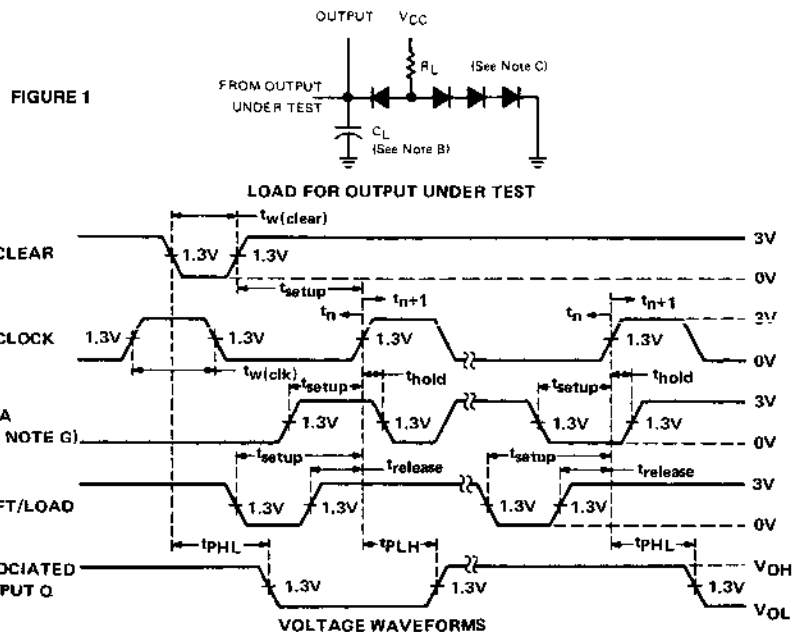 OUTPUT VCC
RL (See Note C)
FIGURE 1
FROM OUTPUT
UNDER TEST
CL
(See Note B)
LOAD FOR OUTPUT UNDER TEST
tw(clear)
CLEAR 1.3V 1.3V 3V
0V
tsetup tn tn+1 tn tn+1
CLOCK 1.3V 1.3V 1.3V 1.3V 3V
0V
tw(clk) tsetup thold tsetup thold
A 1.3V 1.3V 1.3V 1.3V 3V
NOTE G) 0V
tsetup trelease tsetup trelease
FT/LOAD 1.3V 1.3V 1.3V 1.3V 3V
0V
tPHL tPLH tPHL
OCIATED VOH
PUT Q 1.3V 1.3V 1.3V
VOL
VOLTAGE WAVEFORMS